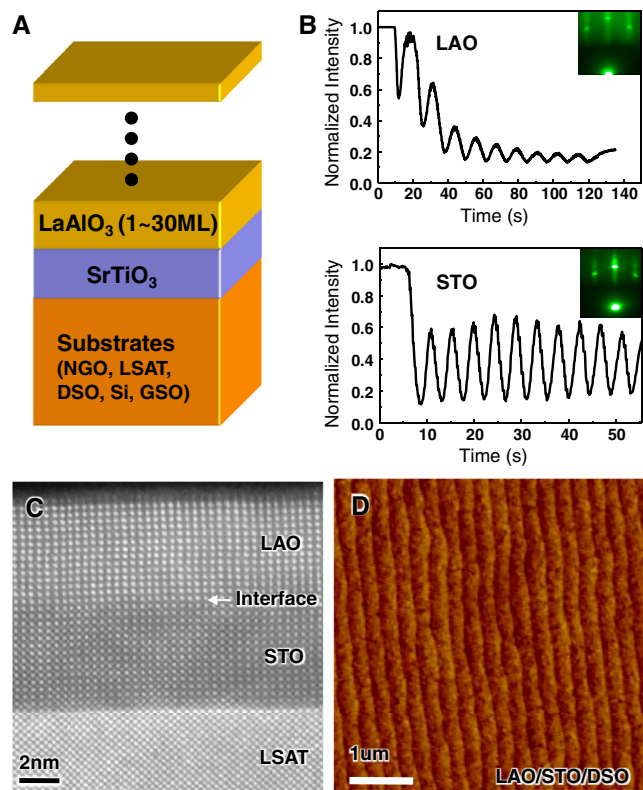 A
LaAlO₃ (1~30ML)
SrTiO₃
Substrates
(NGO, LSAT,
DSO, Si, GSO)
B
Normalized Intensity
1.0
0.8
0.6
0.4
0.2
0.0
LAO
0 20 40 60 80 100 120 140
Time (s)
Normalized Intensity
1.0
0.8
0.6
0.4
0.2
0.0
STO
0 10 20 30 40 50
Time (s)
C
LAO
Interface
STO
LSAT
2nm
D
1um
LAO/STO/DSO